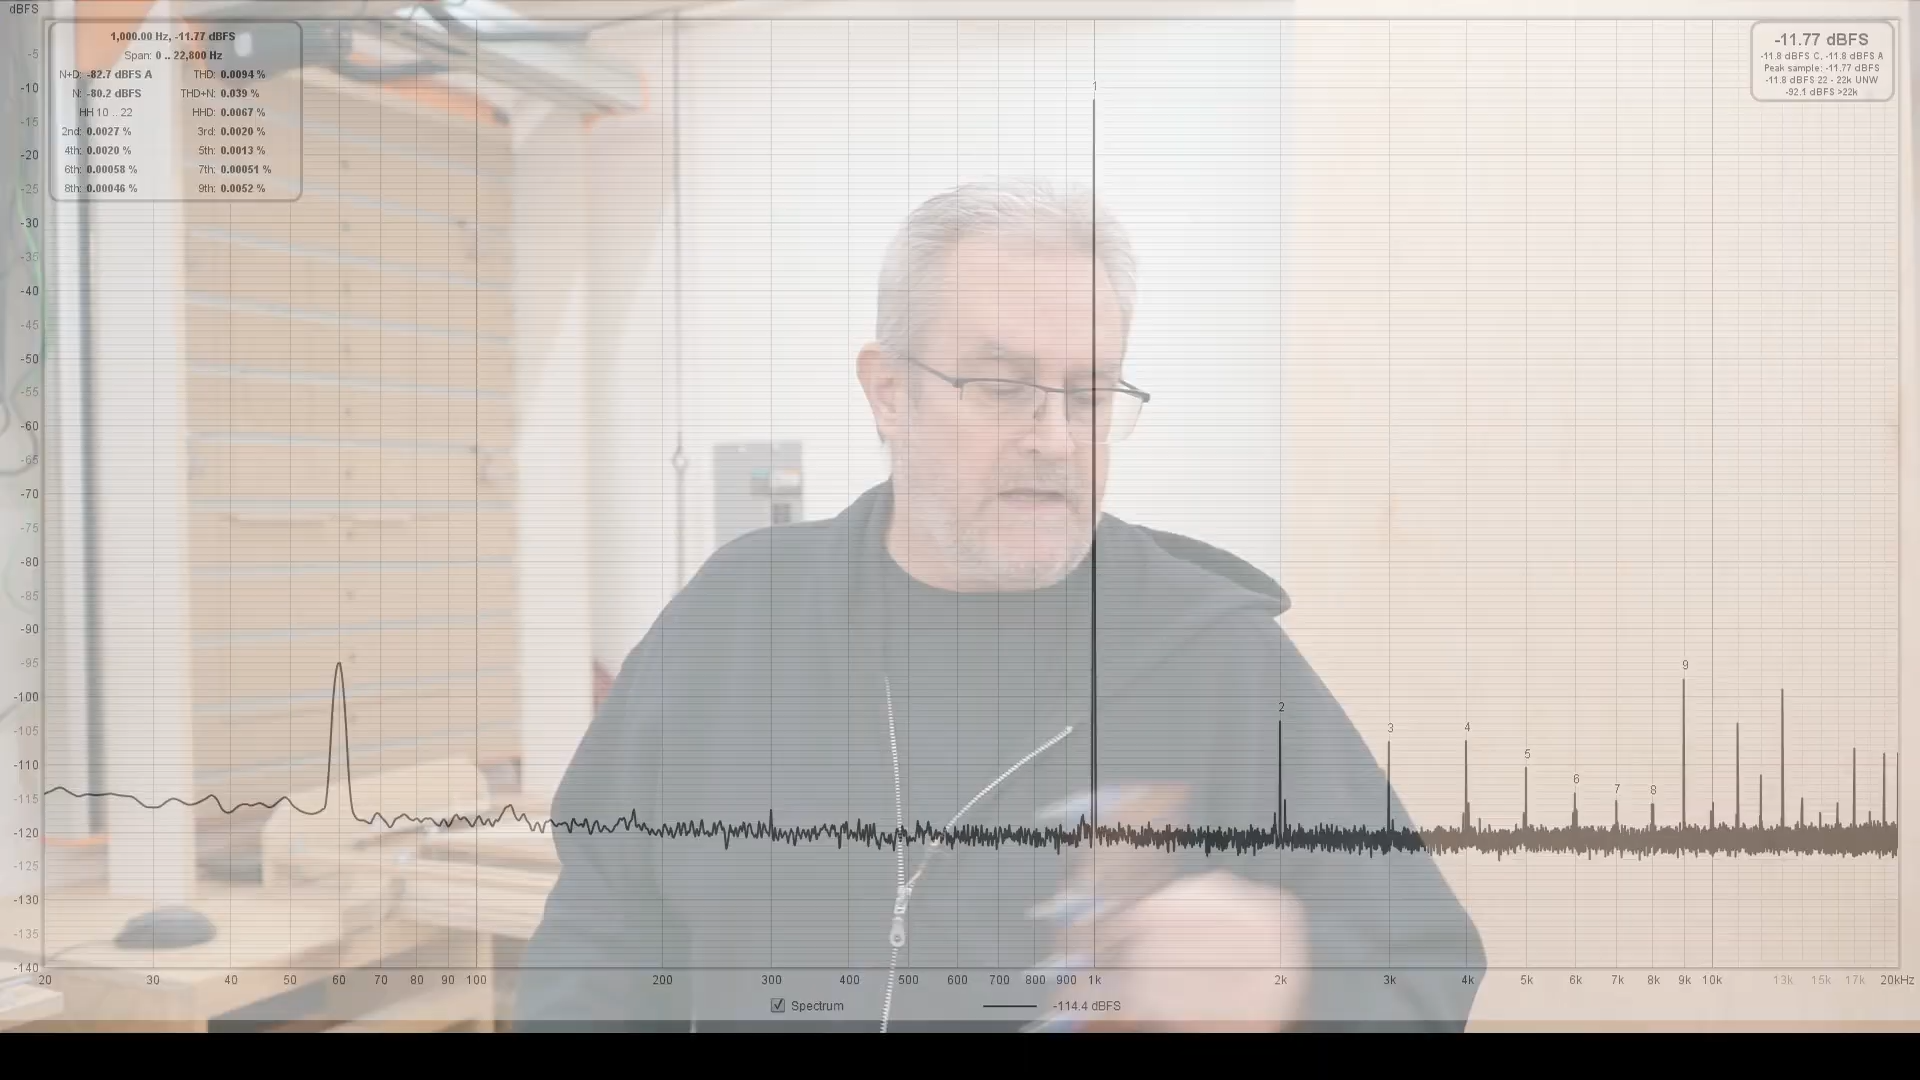 dBFS
1,000.00 Hz, -11.77 dBFS
Span: 0 .. 22,800 Hz
N+D: -82.7 dBFS A THD: 0.0094 %
N: -80.2 dBFS THD+N: 0.039 %
HH 10 .. 22 HHD: 0.0067 %
2nd: 0.0027 % 3rd: 0.0020 %
4th: 0.0020 % 5th: 0.0013 %
6th: 0.00058 % 7th: 0.00051 %
8th: 0.00046 % 9th: 0.0052 %
-11.77 dBFS
-11.8 dBFS C, -11.8 dBFS A
Peak sample: -11.77 dBFS
-11.8 dBFS 22 - 22k UNW
-92.1 dBFS >22k
-5
-10
-15
-20
-25
-30
-35
-40
-45
-50
-55
-60
-65
-70
-75
-80
-85
-90
-95
-100
-105
-110
-115
-120
-125
-130
-135
-140
1
2
3
4
5
6
7
8
9
20 30 40 50 60 70 80 90 100 200 300 400 500 600 700 800 900 1k 2k 3k 4k 5k 6k 7k 8k 9k 10k 13k 15k 17k 20kHz
Spectrum -114.4 dBFS